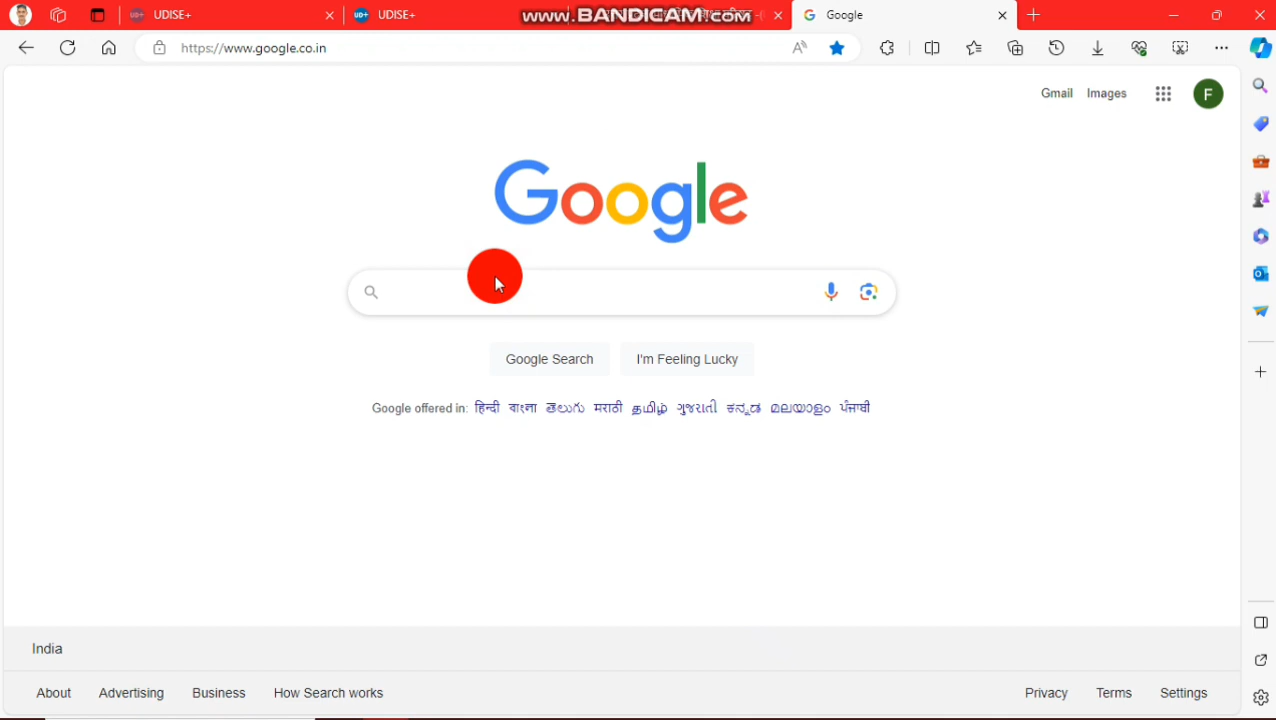 UDISE+
UD+ UDISE+
www.BANDICAM.com
Google
https://www.google.co.in
Gmail Images
F
Google
Google Search I'm Feeling Lucky
Google offered in: हिन्दी বাংলা తెలుగు मराठी தமிழ் ગુજરાતી ಕನ್ನಡ മലയാളം ਪੰਜਾਬੀ
India
About Advertising Business How Search works Privacy Terms Settings